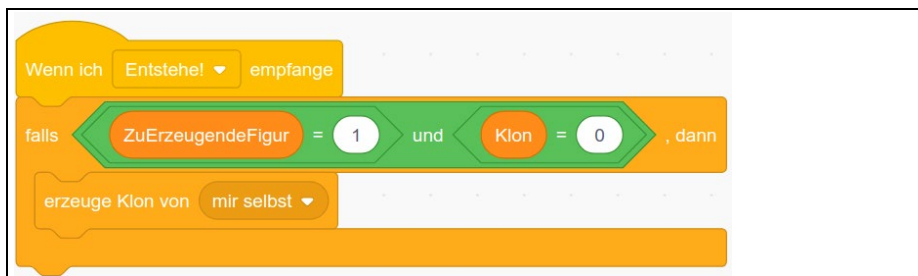 Wenn ich Entstehe! empfange
falls ZuErzeugendeFigur = 1 und Klon = 0 , dann
erzeuge Klon von mir selbst